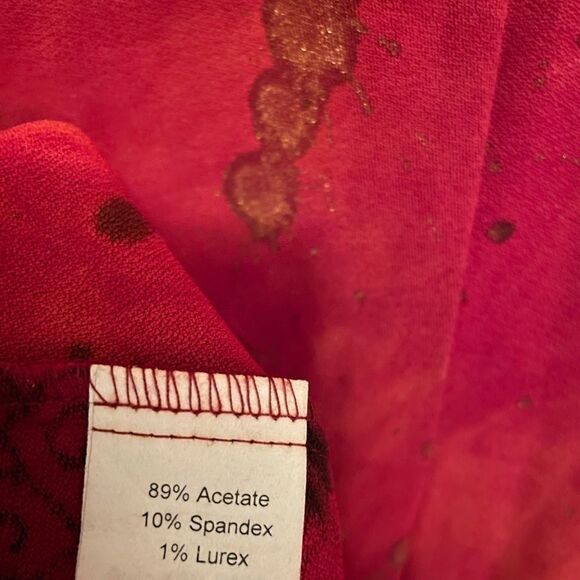 89% Acetate
10% Spandex
1% Lurex